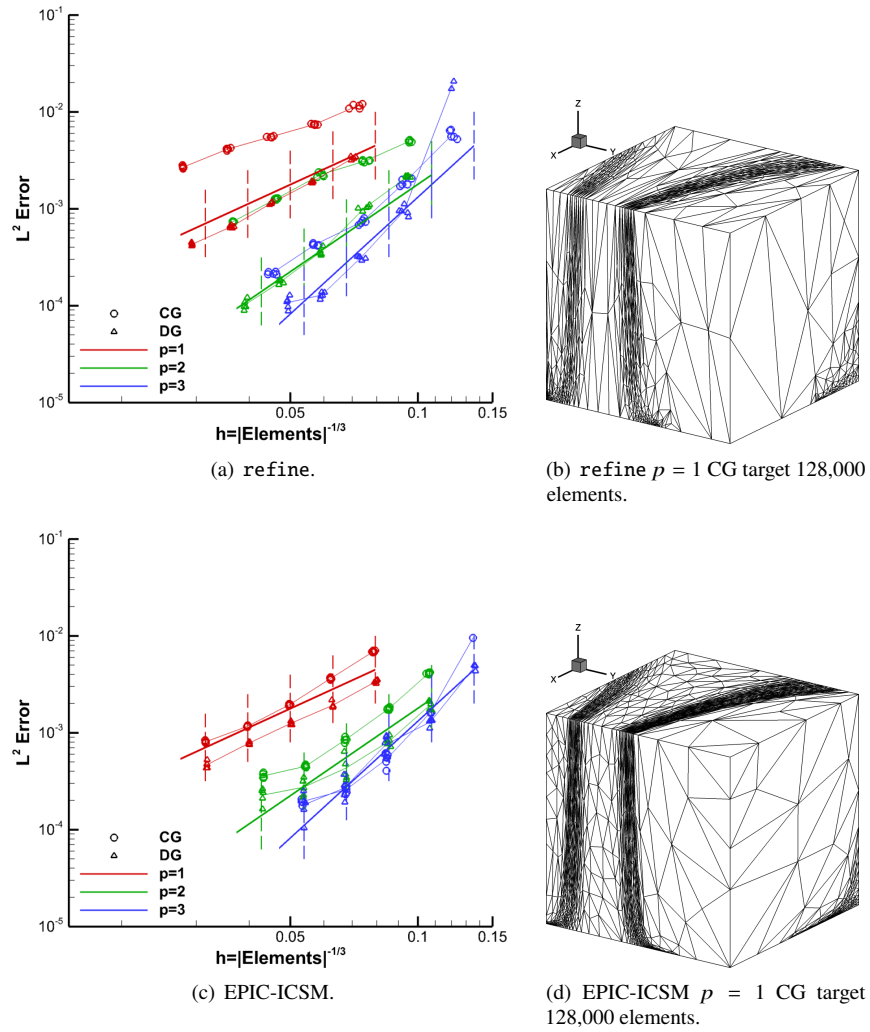 10^-1
10^-2
10^-3
10^-4
10^-5
L^2 Error
CG
DG
p=1
p=2
p=3
0.05
0.1
0.15
h=|Elements|^-1/3
(a) refine.
Z
X
Y
(b) refine p = 1 CG target 128,000
elements.
10^-1
10^-2
10^-3
10^-4
10^-5
L^2 Error
CG
DG
p=1
p=2
p=3
0.05
0.1
0.15
h=|Elements|^-1/3
(c) EPIC-ICSM.
Z
X
Y
(d) EPIC-ICSM p = 1 CG target
128,000 elements.